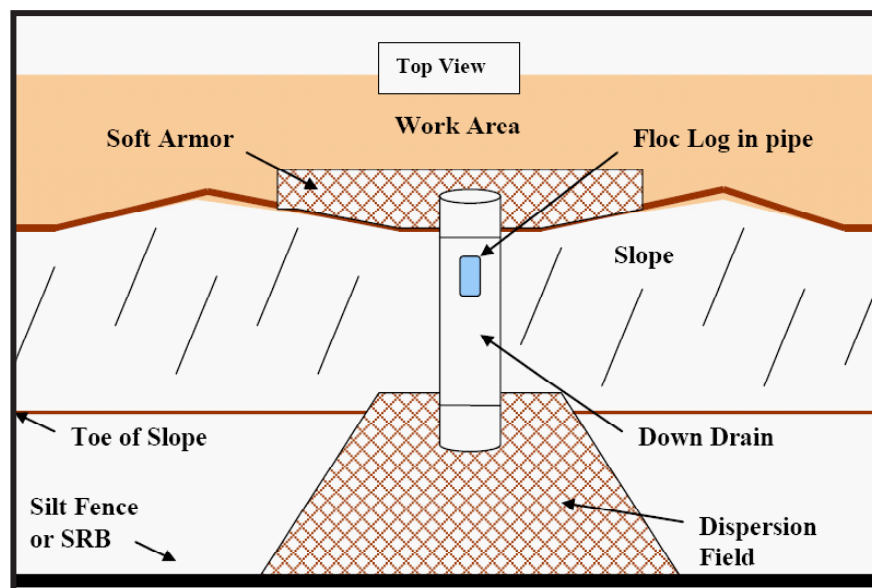 Top View
Work Area
Soft Armor
Floc Log in pipe
Slope
Toe of Slope
Down Drain
Silt Fence
or SRB
Dispersion
Field